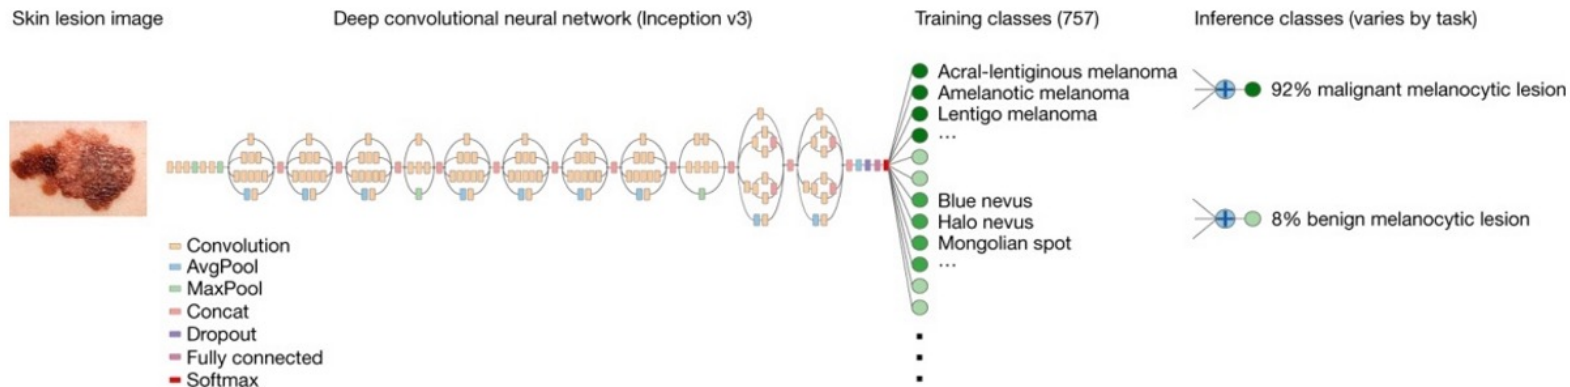 Skin lesion image
Deep convolutional neural network (Inception v3)
Training classes (757)
Inference classes (varies by task)
Acral-lentiginous melanoma
Amelanotic melanoma
Lentigo melanoma
...
Blue nevus
Halo nevus
Mongolian spot
...
92% malignant melanocytic lesion
8% benign melanocytic lesion
Convolution
AvgPool
MaxPool
Concat
Dropout
Fully connected
Softmax